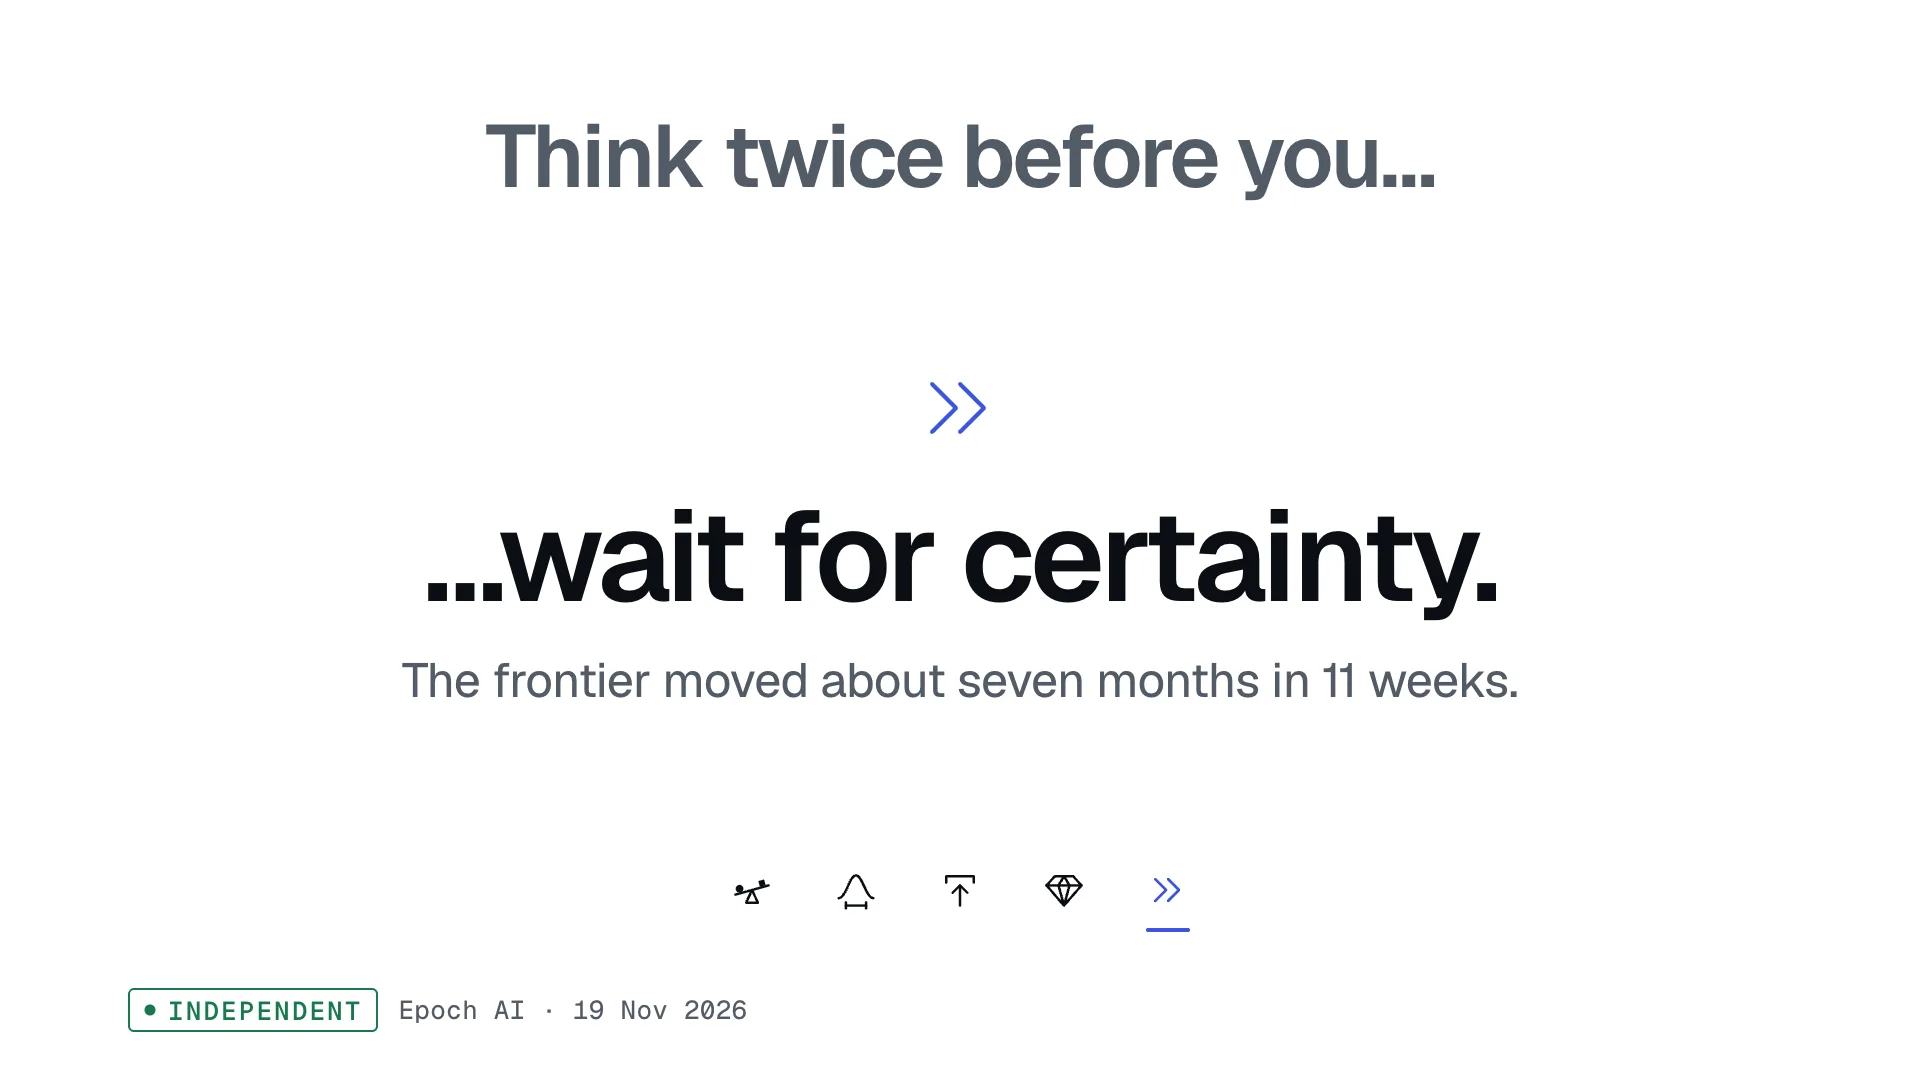 Think twice before you...
...wait for certainty.
The frontier moved about seven months in 11 weeks.
INDEPENDENT Epoch AI · 19 Nov 2026